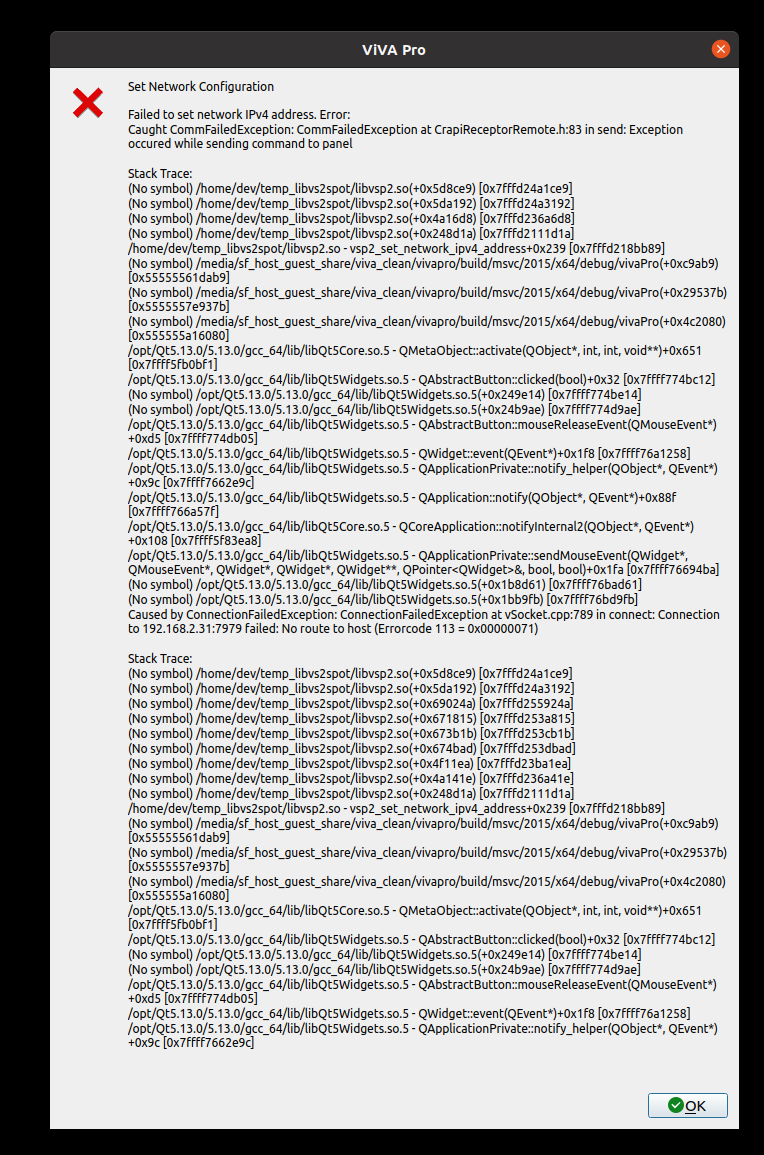 ViVA Pro
Set Network Configuration
Failed to set network IPv4 address. Error:
Caught CommFailedException: CommFailedException at CrapiReceptorRemote.h:83 in send: Exception
occured while sending command to panel
Stack Trace:
(No symbol) /home/dev/temp_libvs2spot/libvsp2.so(+0x5d8ce9) [0x7fffd24a1ce9]
(No symbol) /home/dev/temp_libvs2spot/libvsp2.so(+0x5da192) [0x7fffd24a3192]
(No symbol) /home/dev/temp_libvs2spot/libvsp2.so(+0x4a16d8) [0x7fffd236a6d8]
(No symbol) /home/dev/temp_libvs2spot/libvsp2.so(+0x248d1a) [0x7fffd2111d1a]
/home/dev/temp_libvs2spot/libvsp2.so - vsp2_set_network_ipv4_address+0x239 [0x7fffd218bb89]
(No symbol) /media/sf_host_guest_share/viva_clean/vivapro/build/msvc/2015/x64/debug/vivaPro(+0xc9ab9)
[0x55555561dab9]
(No symbol) /media/sf_host_guest_share/viva_clean/vivapro/build/msvc/2015/x64/debug/vivaPro(+0x29537b)
[0x5555557e937b]
(No symbol) /media/sf_host_guest_share/viva_clean/vivapro/build/msvc/2015/x64/debug/vivaPro(+0x4c2080)
[0x555555a16080]
/opt/Qt5.13.0/5.13.0/gcc_64/lib/libQt5Core.so.5 - QMetaObject::activate(QObject*, int, int, void**)+0x651
[0x7ffff5fb0bf1]
/opt/Qt5.13.0/5.13.0/gcc_64/lib/libQt5Widgets.so.5 - QAbstractButton::clicked(bool)+0x32 [0x7ffff774bc12]
(No symbol) /opt/Qt5.13.0/5.13.0/gcc_64/lib/libQt5Widgets.so.5(+0x249e14) [0x7ffff774be14]
(No symbol) /opt/Qt5.13.0/5.13.0/gcc_64/lib/libQt5Widgets.so.5(+0x24b9ae) [0x7ffff774d9ae]
/opt/Qt5.13.0/5.13.0/gcc_64/lib/libQt5Widgets.so.5 - QAbstractButton::mouseReleaseEvent(QMouseEvent*)
+0xd5 [0x7ffff774db05]
/opt/Qt5.13.0/5.13.0/gcc_64/lib/libQt5Widgets.so.5 - QWidget::event(QEvent*)+0x1f8 [0x7ffff76a1258]
/opt/Qt5.13.0/5.13.0/gcc_64/lib/libQt5Widgets.so.5 - QApplicationPrivate::notify_helper(QObject*, QEvent*)
+0x9c [0x7ffff7662e9c]
/opt/Qt5.13.0/5.13.0/gcc_64/lib/libQt5Widgets.so.5 - QApplication::notify(QObject*, QEvent*)+0x88f
[0x7ffff766a57f]
/opt/Qt5.13.0/5.13.0/gcc_64/lib/libQt5Core.so.5 - QCoreApplication::notifyInternal2(QObject*, QEvent*)
+0x108 [0x7ffff5f83ea8]
/opt/Qt5.13.0/5.13.0/gcc_64/lib/libQt5Widgets.so.5 - QApplicationPrivate::sendMouseEvent(QWidget*,
QMouseEvent*, QWidget*, QWidget*, QWidget**, QPointer<QWidget>&, bool, bool)+0x1fa [0x7ffff76694ba]
(No symbol) /opt/Qt5.13.0/5.13.0/gcc_64/lib/libQt5Widgets.so.5(+0x1b8d61) [0x7ffff76bad61]
(No symbol) /opt/Qt5.13.0/5.13.0/gcc_64/lib/libQt5Widgets.so.5(+0x1bb9fb) [0x7ffff76bd9fb]
Caused by ConnectionFailedException: ConnectionFailedException at vSocket.cpp:789 in connect: Connection
to 192.168.2.31:7979 failed: No route to host (Errorcode 113 = 0x00000071)
Stack Trace:
(No symbol) /home/dev/temp_libvs2spot/libvsp2.so(+0x5d8ce9) [0x7fffd24a1ce9]
(No symbol) /home/dev/temp_libvs2spot/libvsp2.so(+0x5da192) [0x7fffd24a3192]
(No symbol) /home/dev/temp_libvs2spot/libvsp2.so(+0x69024a) [0x7fffd255924a]
(No symbol) /home/dev/temp_libvs2spot/libvsp2.so(+0x671815) [0x7fffd253a815]
(No symbol) /home/dev/temp_libvs2spot/libvsp2.so(+0x673b1b) [0x7fffd253cb1b]
(No symbol) /home/dev/temp_libvs2spot/libvsp2.so(+0x674bad) [0x7fffd253dbad]
(No symbol) /home/dev/temp_libvs2spot/libvsp2.so(+0x4f11ea) [0x7fffd23ba1ea]
(No symbol) /home/dev/temp_libvs2spot/libvsp2.so(+0x4a141e) [0x7fffd236a41e]
(No symbol) /home/dev/temp_libvs2spot/libvsp2.so(+0x248d1a) [0x7fffd2111d1a]
/home/dev/temp_libvs2spot/libvsp2.so - vsp2_set_network_ipv4_address+0x239 [0x7fffd218bb89]
(No symbol) /media/sf_host_guest_share/viva_clean/vivapro/build/msvc/2015/x64/debug/vivaPro(+0xc9ab9)
[0x55555561dab9]
(No symbol) /media/sf_host_guest_share/viva_clean/vivapro/build/msvc/2015/x64/debug/vivaPro(+0x29537b)
[0x5555557e937b]
(No symbol) /media/sf_host_guest_share/viva_clean/vivapro/build/msvc/2015/x64/debug/vivaPro(+0x4c2080)
[0x555555a16080]
/opt/Qt5.13.0/5.13.0/gcc_64/lib/libQt5Core.so.5 - QMetaObject::activate(QObject*, int, int, void**)+0x651
[0x7ffff5fb0bf1]
/opt/Qt5.13.0/5.13.0/gcc_64/lib/libQt5Widgets.so.5 - QAbstractButton::clicked(bool)+0x32 [0x7ffff774bc12]
(No symbol) /opt/Qt5.13.0/5.13.0/gcc_64/lib/libQt5Widgets.so.5(+0x249e14) [0x7ffff774be14]
(No symbol) /opt/Qt5.13.0/5.13.0/gcc_64/lib/libQt5Widgets.so.5(+0x24b9ae) [0x7ffff774d9ae]
/opt/Qt5.13.0/5.13.0/gcc_64/lib/libQt5Widgets.so.5 - QAbstractButton::mouseReleaseEvent(QMouseEvent*)
+0xd5 [0x7ffff774db05]
/opt/Qt5.13.0/5.13.0/gcc_64/lib/libQt5Widgets.so.5 - QWidget::event(QEvent*)+0x1f8 [0x7ffff76a1258]
/opt/Qt5.13.0/5.13.0/gcc_64/lib/libQt5Widgets.so.5 - QApplicationPrivate::notify_helper(QObject*, QEvent*)
+0x9c [0x7ffff7662e9c]
OK